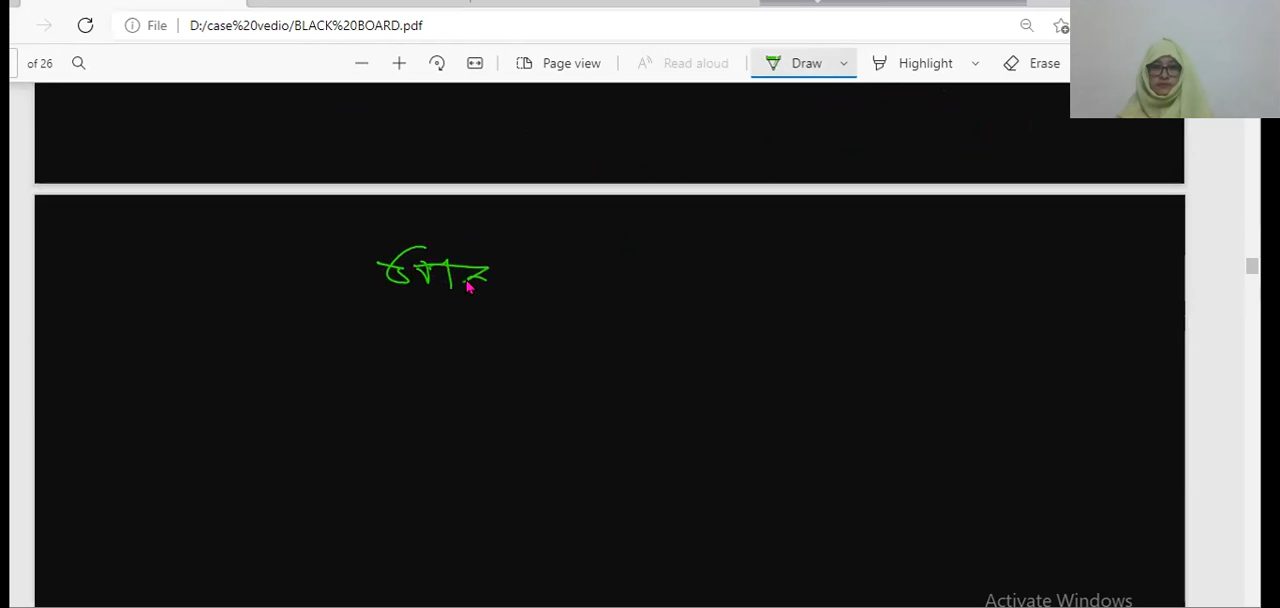 File D:/case%20vedio/BLACK%20BOARD.pdf
of 26 Page view Read aloud Draw Highlight Erase
Activate Windows